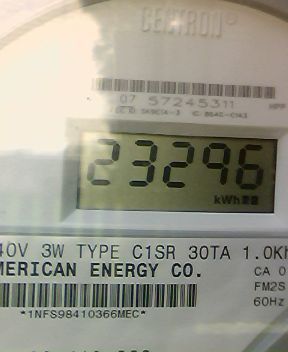 CENTRON®
07 57245311
23296
kWh
40V 3W TYPE C1SR 30TA 1.0Kh
MERICAN ENERGY CO.
CA 0
FM2S
60Hz
*1NFS98410366MEC*